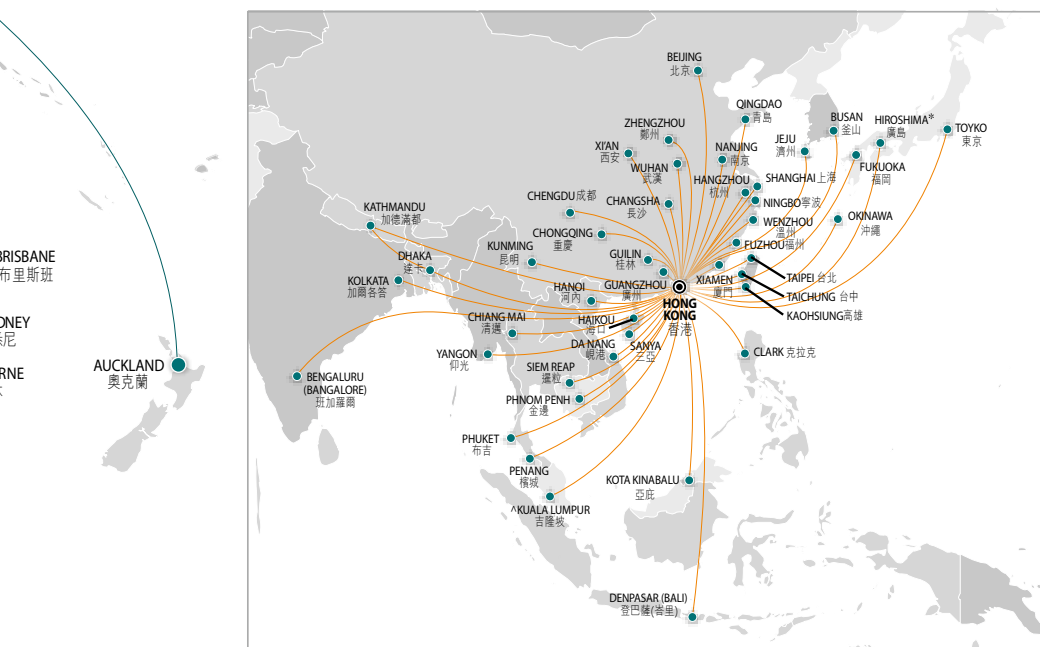 BRISBANE
布里斯班
AUCKLAND
奧克蘭
BEIJING
北京
QINGDAO
青島
ZHENGZHOU
鄭州
XI'AN
西安
WUHAN
武漢
NANJING
南京
HANGZHOU
杭州
SHANGHAI 上海
NINGBO 寧波
WENZHOU
溫州
FUZHOU 福州
JEJU
濟州
BUSAN
釜山
HIROSHIMA*
廣島
TOYKO
東京
FUKUOKA
福岡
OKINAWA
沖繩
CHENGDU 成都
CHANGSHA
長沙
CHONGQING
重慶
KUNMING
昆明
GUILIN
桂林
GUANGZHOU
廣州
XIAMEN
廈門
TAIPEI 台北
TAICHUNG 台中
KAOHSIUNG 高雄
HONG
KONG
香港
KATHMANDU
加德滿都
DHAKA
達卡
KOLKATA
加爾各答
HANOI
河內
HAIKOU
海口
SANYA
三亞
DA NANG
峴港
CHIANG MAI
清邁
YANGON
仰光
BENGALURU
(BANGALORE)
班加羅爾
SIEM REAP
暹粒
PHNOM PENH
金邊
CLARK 克拉克
PHUKET
布吉
PENANG
檳城
^KUALA LUMPUR
吉隆坡
KOTA KINABALU
亞庇
DENPASAR (BALI)
登巴薩(峇里)